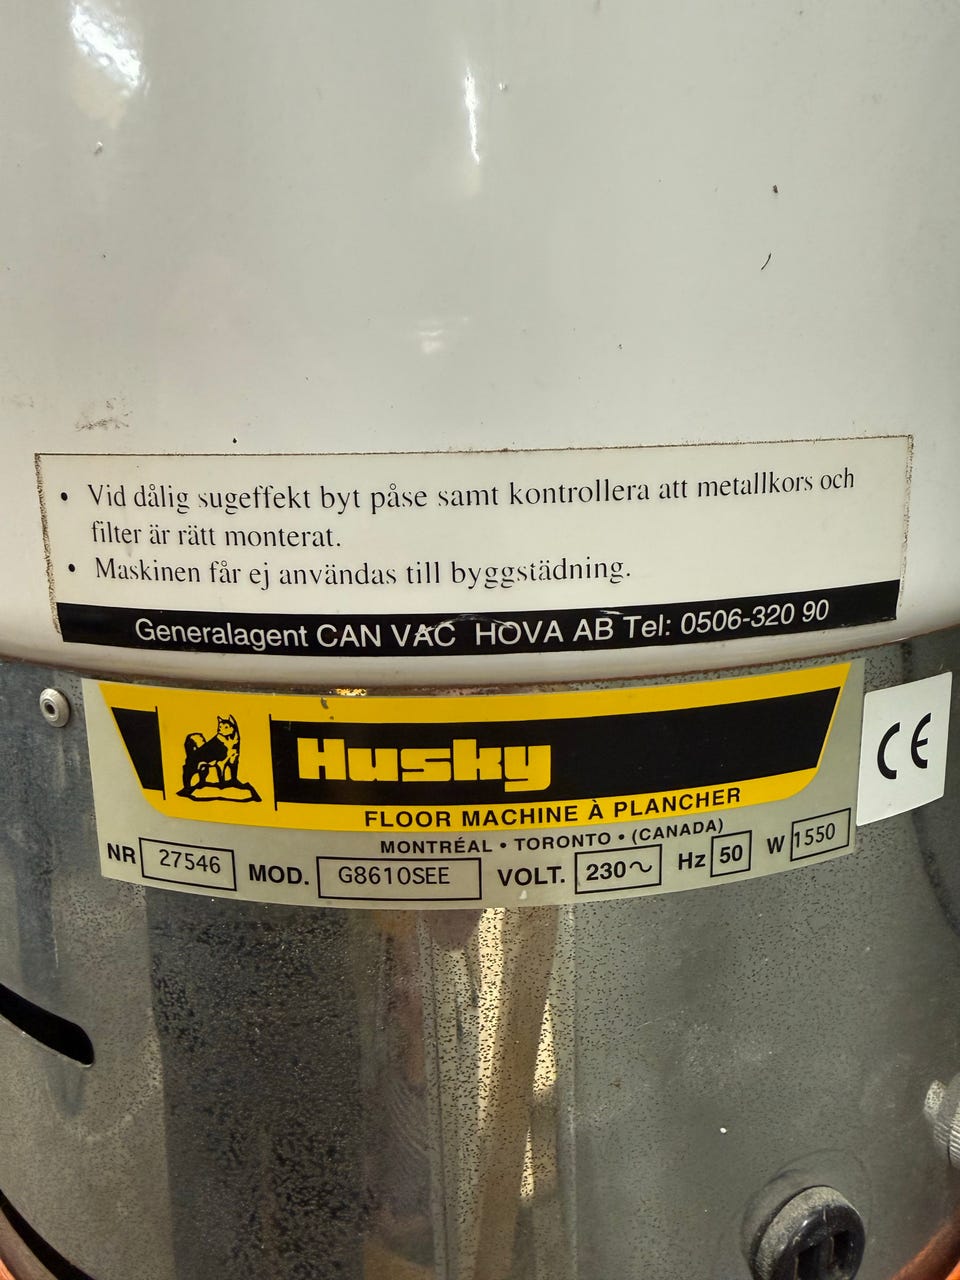 • Vid dålig sugeffekt byt påse samt kontrollera att metallkors och
filter är rätt monterat.
• Maskinen får ej användas till byggstädning.
Generalagent CAN VAC HOVA AB Tel: 0506-320 90
Husky
FLOOR MACHINE À PLANCHER
MONTRÉAL • TORONTO • (CANADA)
NR 27546 MOD. G8610SEE VOLT. 230~ Hz 50 W 1550
CE